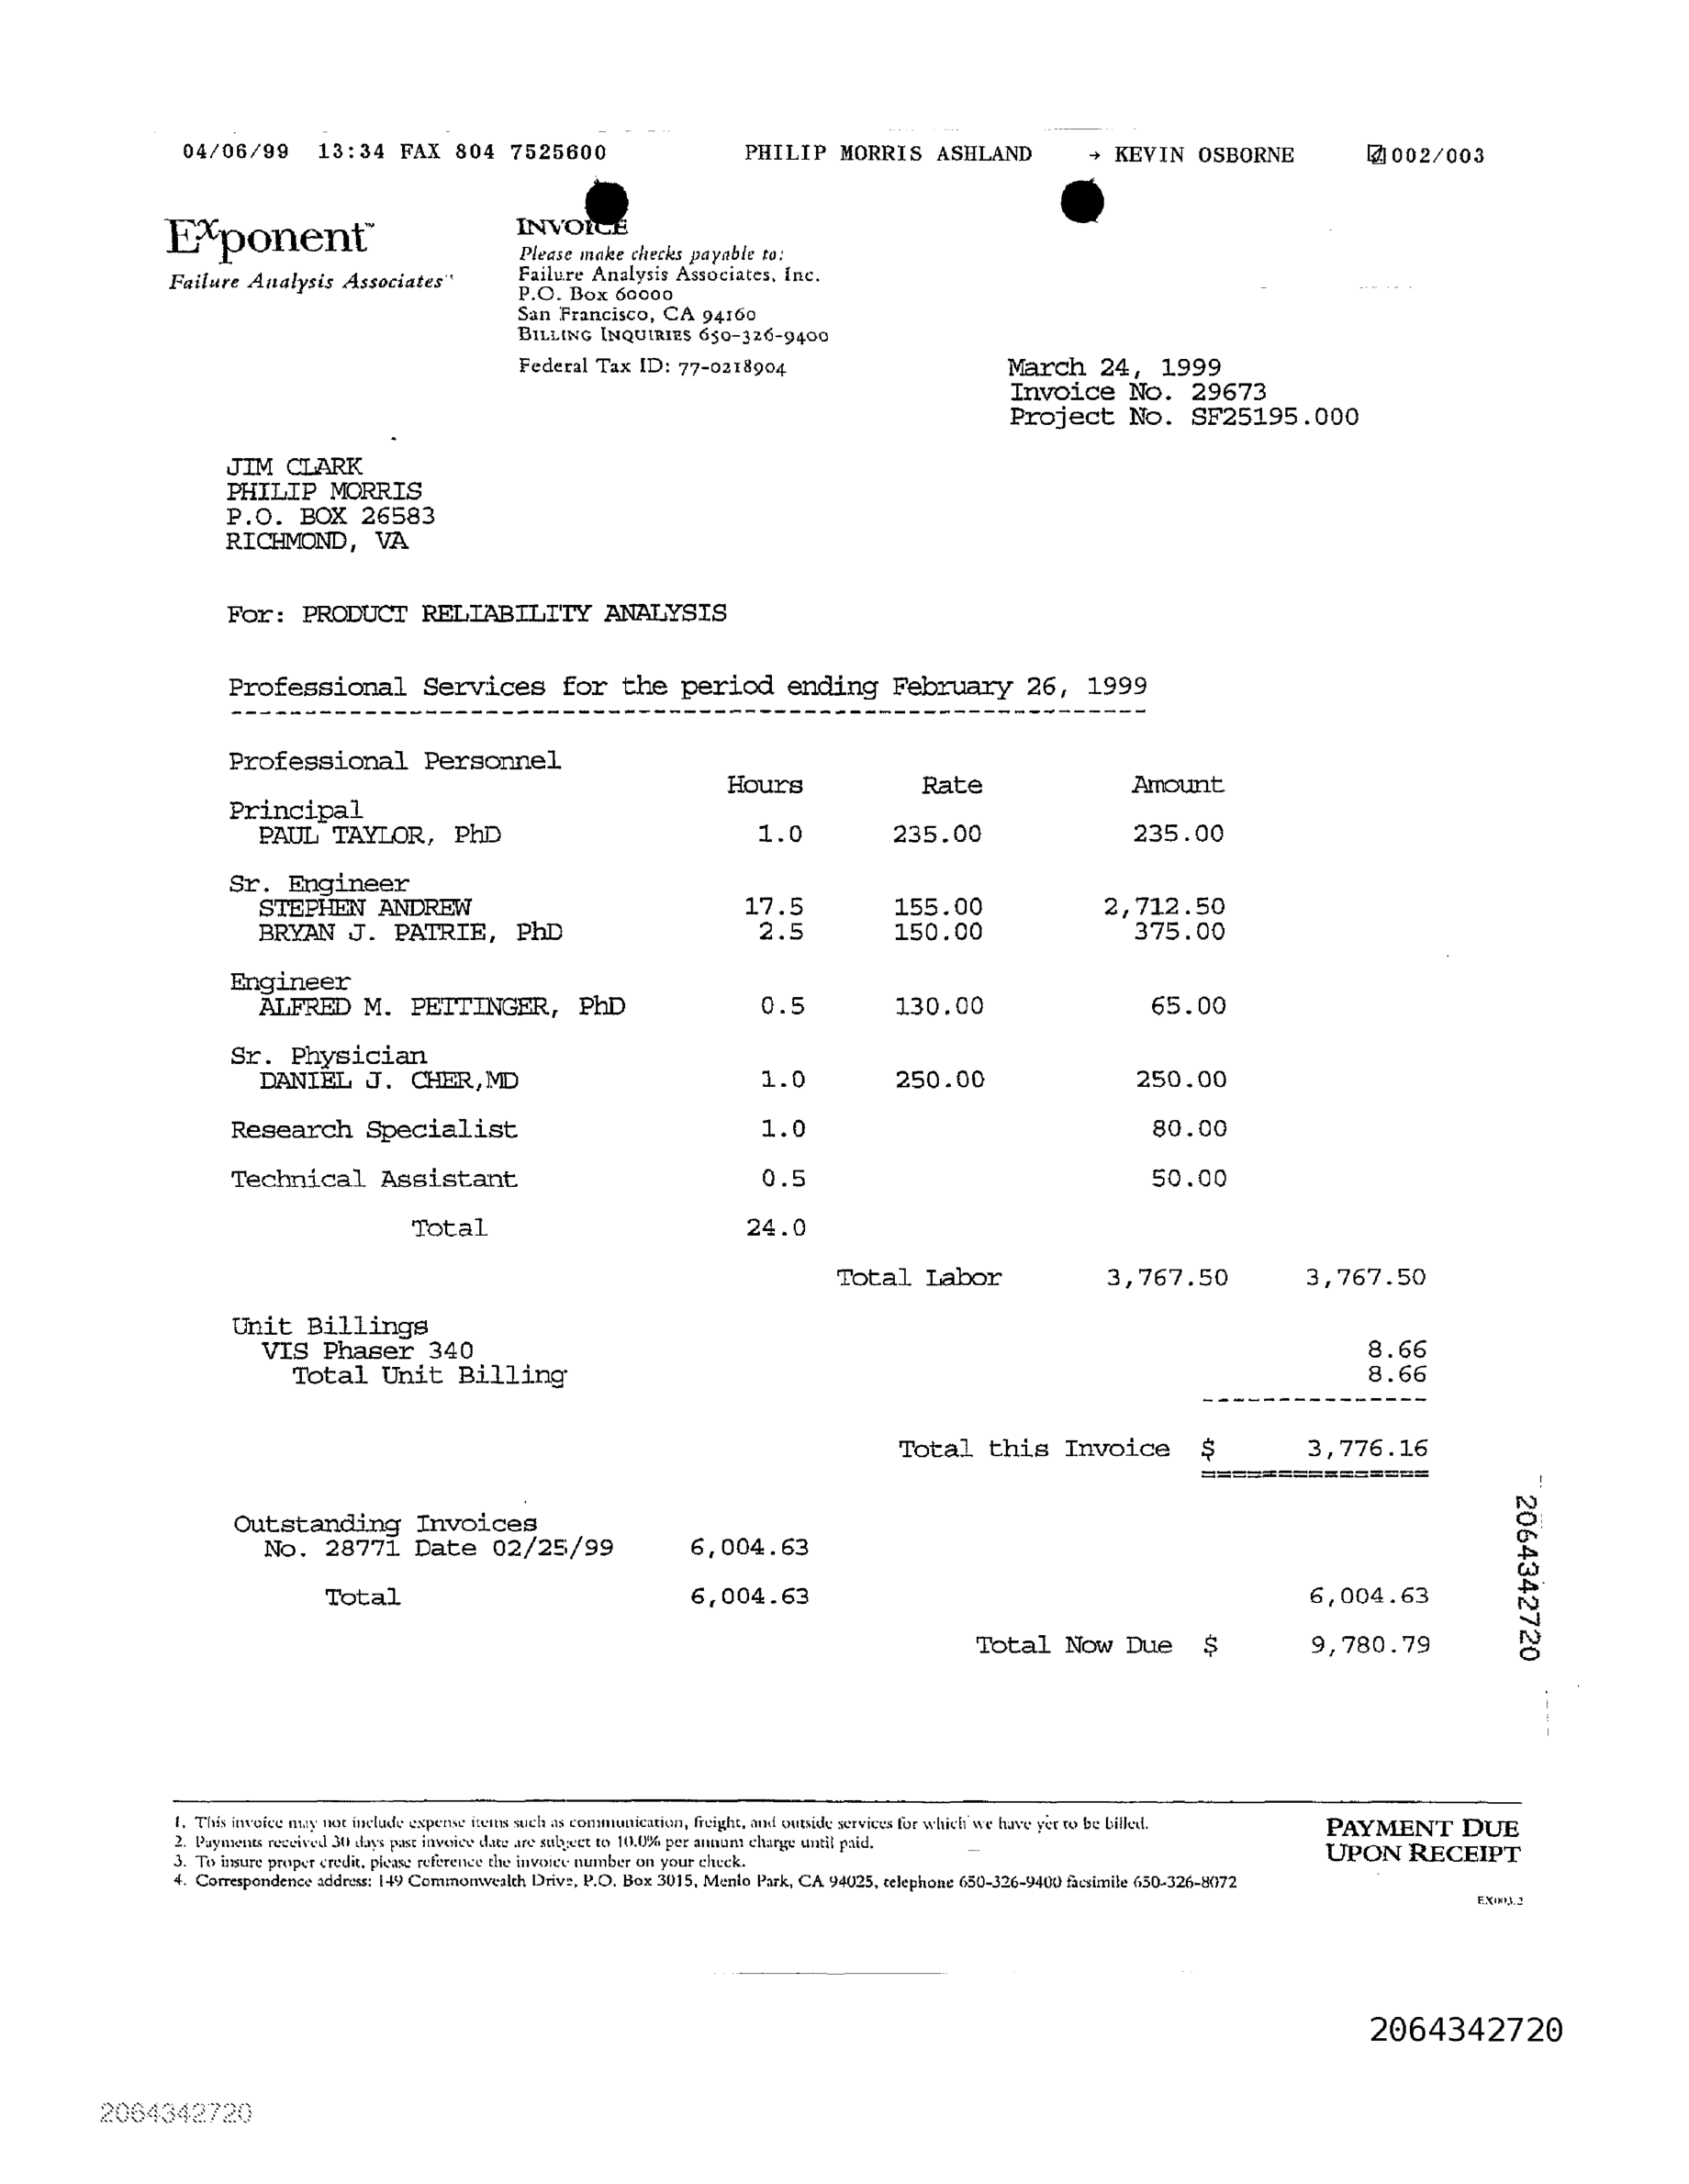 04/06/99 13:34 FAX 804 7525600 PHILIP MORRIS ASHLAND → KEVIN OSBORNE 002/003
Exponent™
Failure Analysis Associates
INVOICE
Please make checks payable to:
Failure Analysis Associates, Inc.
P.O. Box 60000
San Francisco, CA 94160
BILLING INQUIRIES 650-326-9400
Federal Tax ID: 77-0218904
March 24, 1999
Invoice No. 29673
Project No. SF25195.000
JIM CLARK
PHILIP MORRIS
P.O. BOX 26583
RICHMOND, VA
For: PRODUCT RELIABILITY ANALYSIS
Professional Services for the period ending February 26, 1999
Professional Personnel
Hours Rate Amount
Principal
PAUL TAYLOR, PhD 1.0 235.00 235.00
Sr. Engineer
STEPHEN ANDREW 17.5 155.00 2,712.50
BRYAN J. PATRIE, PhD 2.5 150.00 375.00
Engineer
ALFRED M. PETTINGER, PhD 0.5 130.00 65.00
Sr. Physician
DANIEL J. CHER,MD 1.0 250.00 250.00
Research Specialist 1.0 80.00
Technical Assistant 0.5 50.00
Total 24.0
Total Labor 3,767.50 3,767.50
Unit Billings
VIS Phaser 340 8.66
Total Unit Billing 8.66
Total this Invoice $ 3,776.16
Outstanding Invoices
No. 28771 Date 02/25/99 6,004.63
Total 6,004.63 6,004.63
Total Now Due $ 9,780.79
2064342720
1. This invoice may not include expense items such as communication, freight, and outside services for which we have yet to be billed.
2. Payments received 30 days past invoice date are subject to 10.0% per annum charge until paid.
3. To insure proper credit, please reference the invoice number on your check.
4. Correspondence address: 149 Commonwealth Drive, P.O. Box 3015, Menlo Park, CA 94025, telephone 650-326-9400 facsimile 650-326-8072
PAYMENT DUE
UPON RECEIPT
EX003.2
2064342720
2064342720